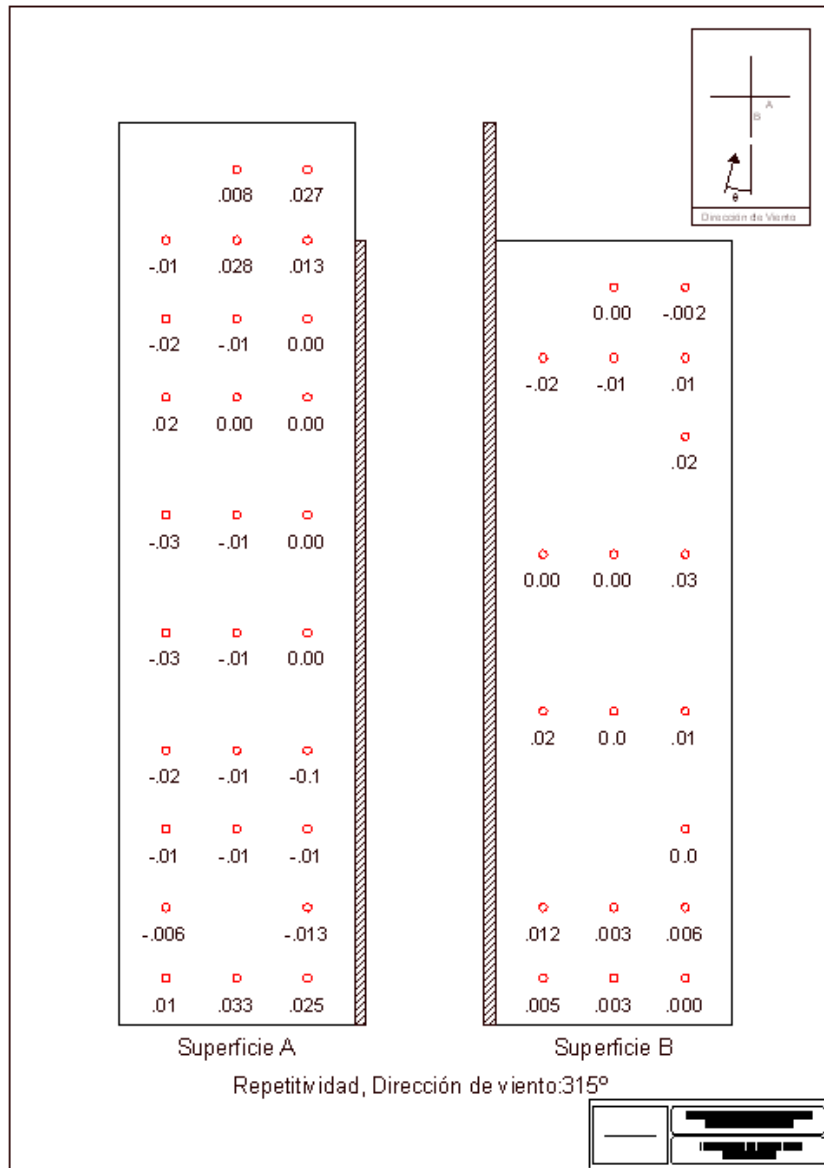 A
B
θ
Dirección de Viento
.008 .027
-.01 .028 .013
-.02 -.01 0.00
.02 0.00 0.00
-.03 -.01 0.00
-.03 -.01 0.00
-.02 -.01 -0.1
-.01 -.01 -.01
-.006 -.013
.01 .033 .025
Superficie A
0.00 -.002
-.02 -.01 .01
.02
0.00 0.00 .03
.02 0.0 .01
0.0
.012 .003 .006
.005 .003 .000
Superficie B
Repetitividad, Dirección de viento:315º